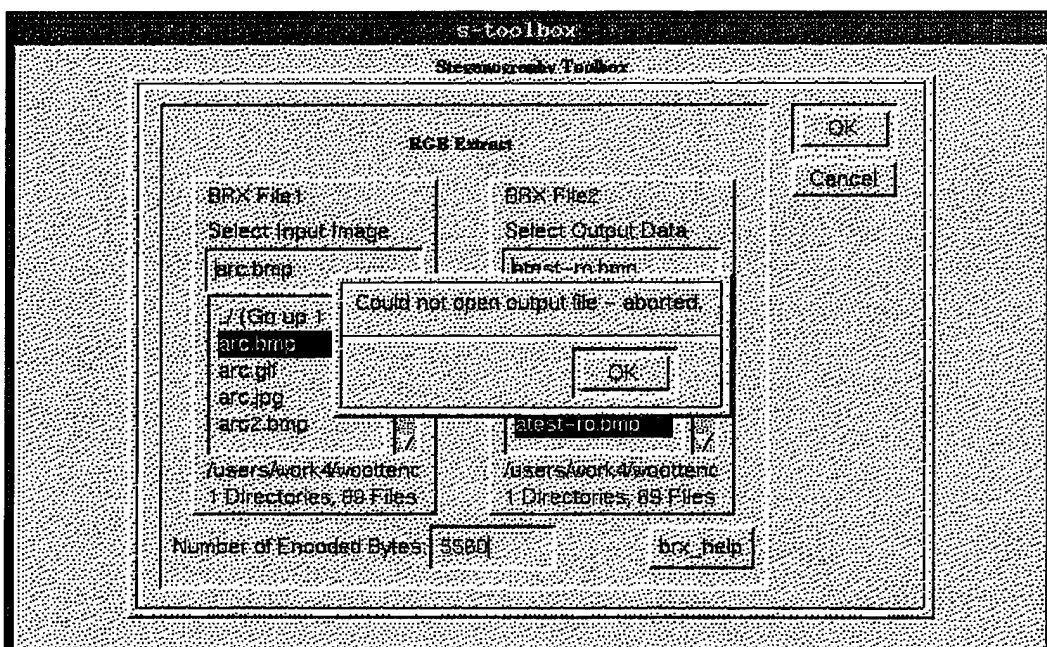 s-toolbox
Steganography Toolbox
RGB Extract
OK
Cancel
BRX File1
Select Input Image
arc.bmp
../ (Go up )
arc.bmp
arc.gif
arc.jpg
arc2.bmp
/users/work4/woottenc
1 Directories, 89 Files
BRX File2
Select Output Data
atest-ro.bmp
/users/work4/woottenc
1 Directories, 89 Files
Could not open output file - aborted.
OK
Number of Encoded Bytes: 5580
brx_help